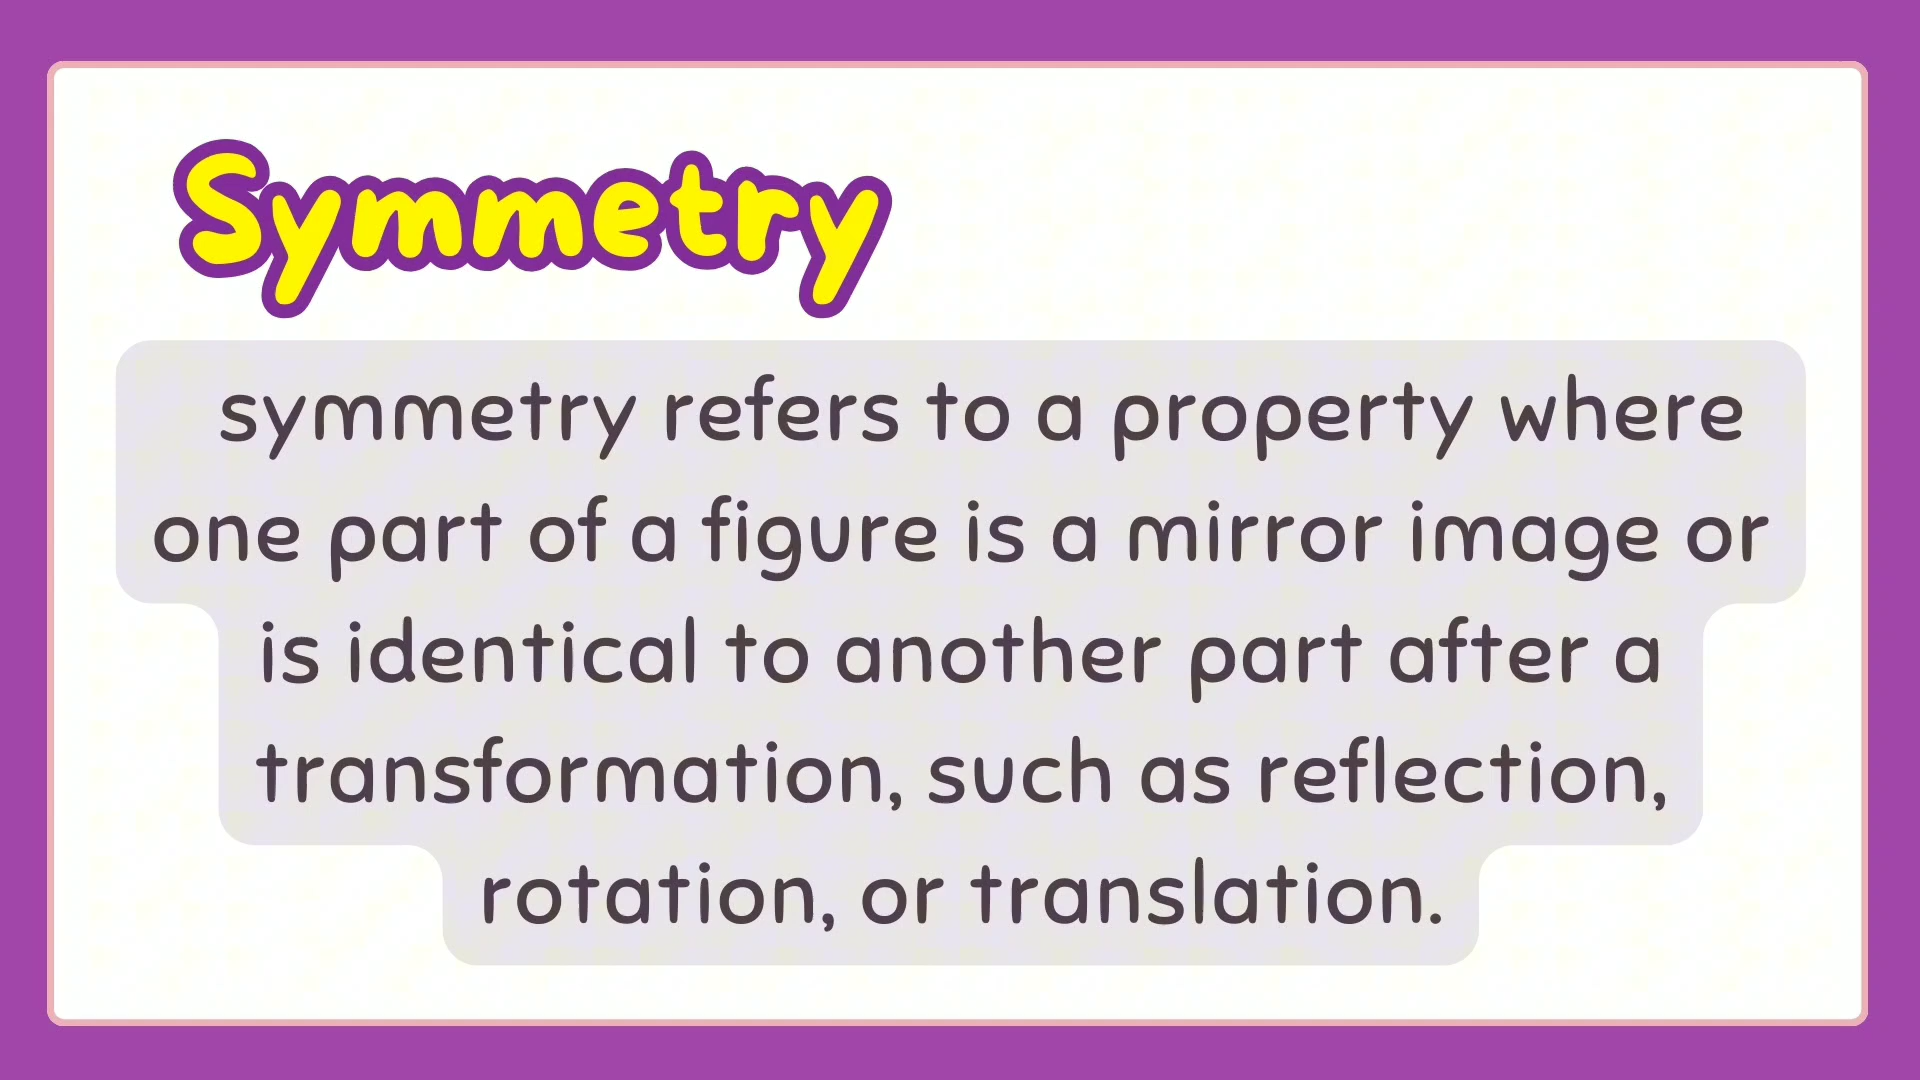 Symmetry
symmetry refers to a property where
one part of a figure is a mirror image or
is identical to another part after a
transformation, such as reflection,
rotation, or translation.